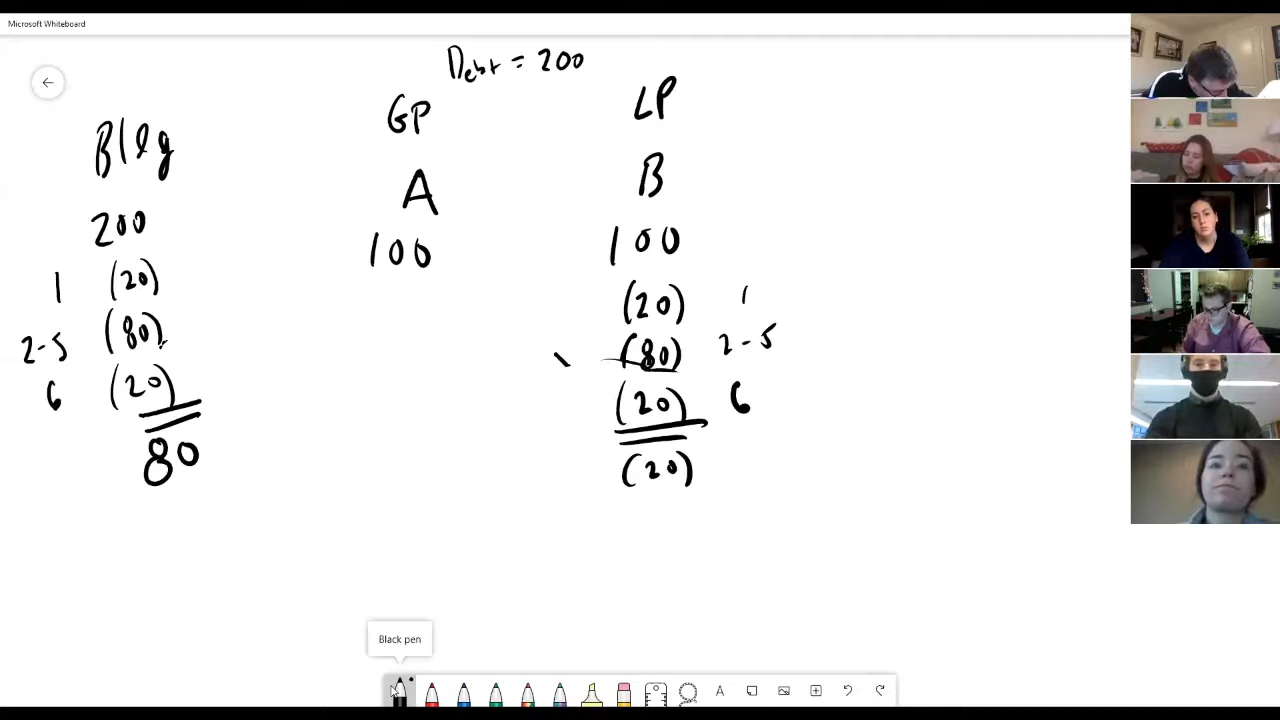 Microsoft Whiteboard
Debt = 200
GP
LP
Bldg
A
B
200
100
100
1 (20)
(20) 1
2-5 (80)
(80) 2-5
6 (20)
(20) 6
80
(20)
Black pen
A